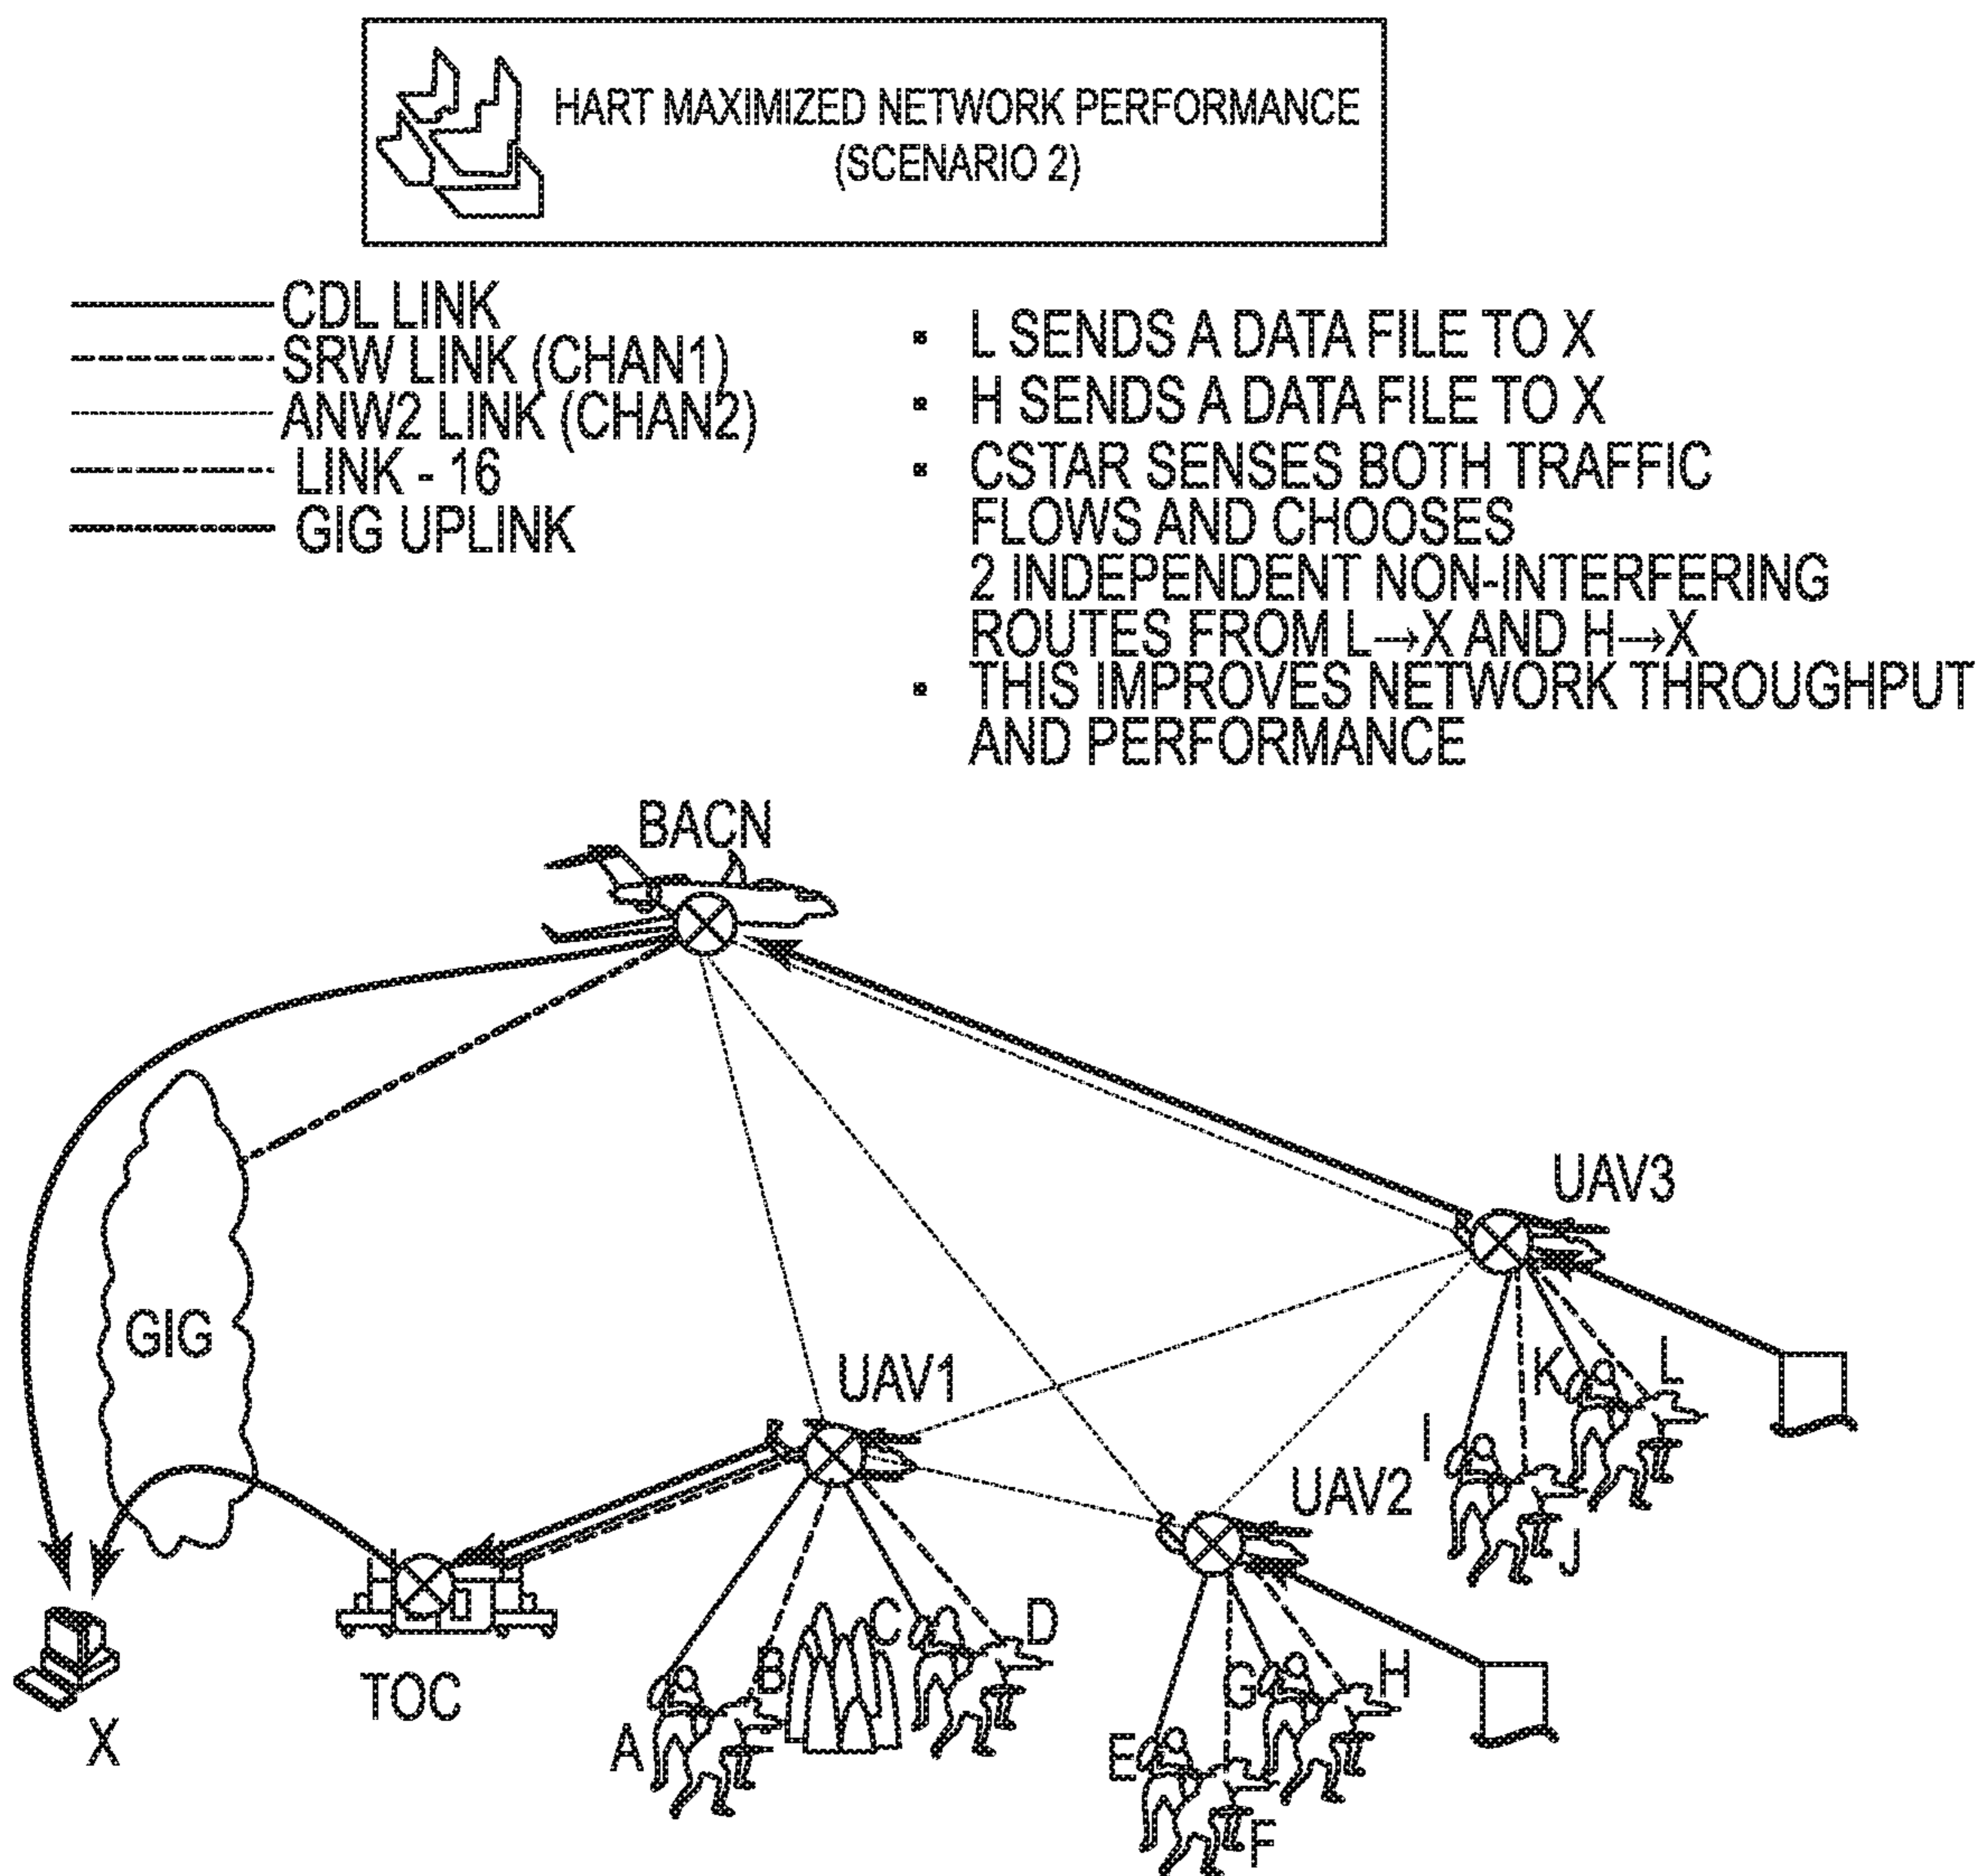 HART MAXIMIZED NETWORK PERFORMANCE
(SCENARIO 2)
CDL LINK
SRW LINK (CHAN1)
ANW2 LINK (CHAN2)
LINK - 16
GIG UPLINK
▪ L SENDS A DATA FILE TO X
▪ H SENDS A DATA FILE TO X
▪ CSTAR SENSES BOTH TRAFFIC
FLOWS AND CHOOSES
2 INDEPENDENT NON-INTERFERING
ROUTES FROM L→X AND H→X
▪ THIS IMPROVES NETWORK THROUGHPUT
AND PERFORMANCE
BACN
UAV3
GIG
UAV1
K
L
I
UAV2
J
C
D
B
G
H
TOC
X
A
E
F